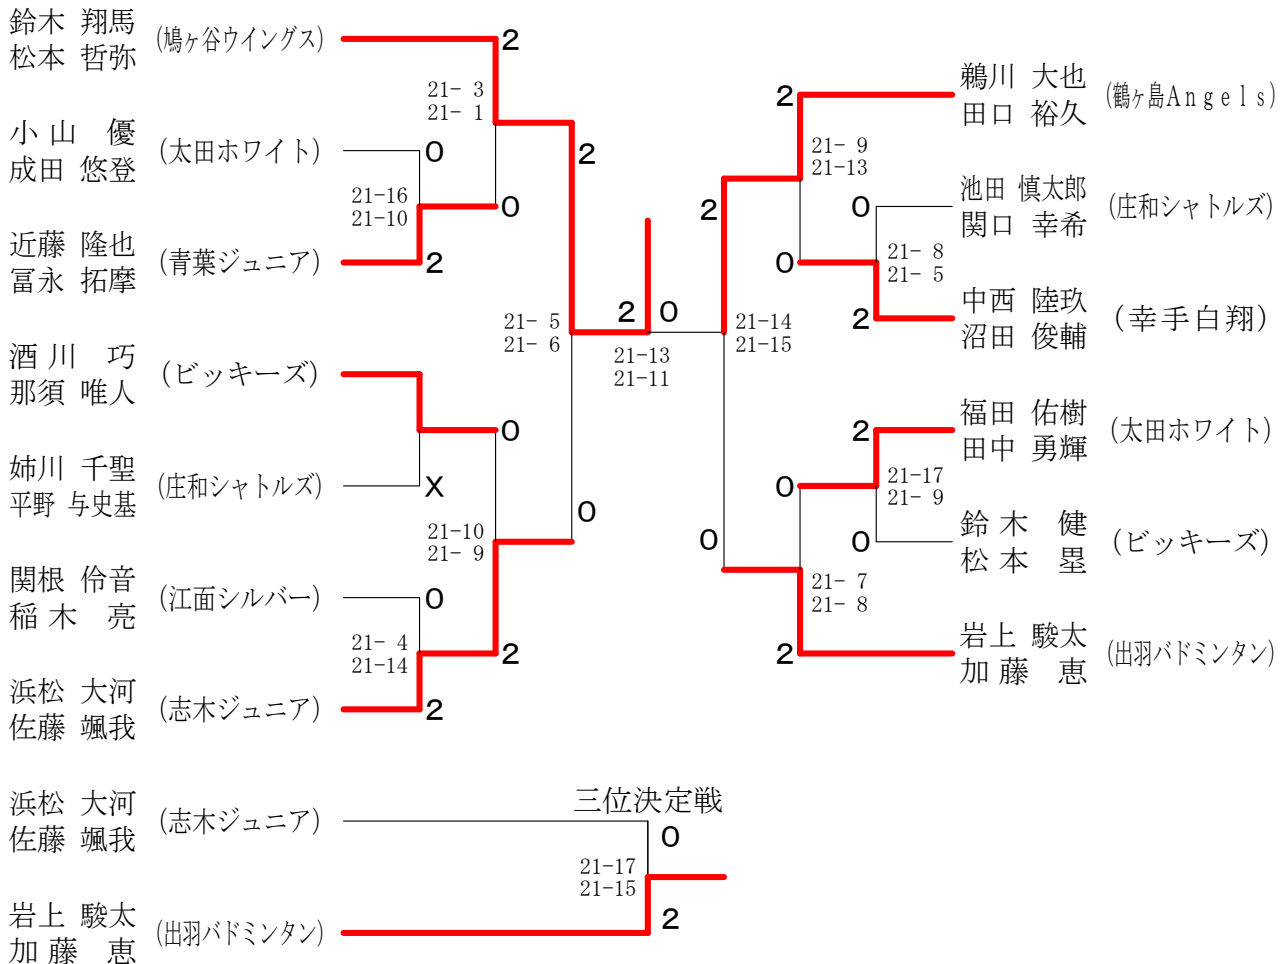 鈴木 翔馬
松本 哲弥
(鳩ヶ谷ウイングス)
2
21- 3
21- 1
小山 優
成田 悠登
(太田ホワイト)
0
21-16
21-10
0
近藤 隆也
冨永 拓摩
(青葉ジュニア)
2
2
21- 5
21- 6
酒川 巧
那須 唯人
(ビッキーズ)
0
姉川 千聖
平野 与史基
(庄和シャトルズ)
X
21-10
21- 9
0
関根 伶音
稲木 亮
(江面シルバー)
0
21- 4
21-14
2
浜松 大河
佐藤 颯我
(志木ジュニア)
2
2 0
21-13
21-11
鵜川 大也
田口 裕久
(鶴ヶ島Angels)
2
21- 9
21-13
2
池田 慎太郎
関口 幸希
(庄和シャトルズ)
0
21- 8
21- 5
0
中西 陸玖
沼田 俊輔
(幸手白翔)
2
21-14
21-15
福田 佑樹
田中 勇輝
(太田ホワイト)
2
21-17
21- 9
0
鈴木 健
松本 塁
(ビッキーズ)
0
0
21- 7
21- 8
岩上 駿太
加藤 恵
(出羽バドミンタン)
2
三位決定戦
浜松 大河
佐藤 颯我
(志木ジュニア)
0
21-17
21-15
岩上 駿太
加藤 恵
(出羽バドミンタン)
2